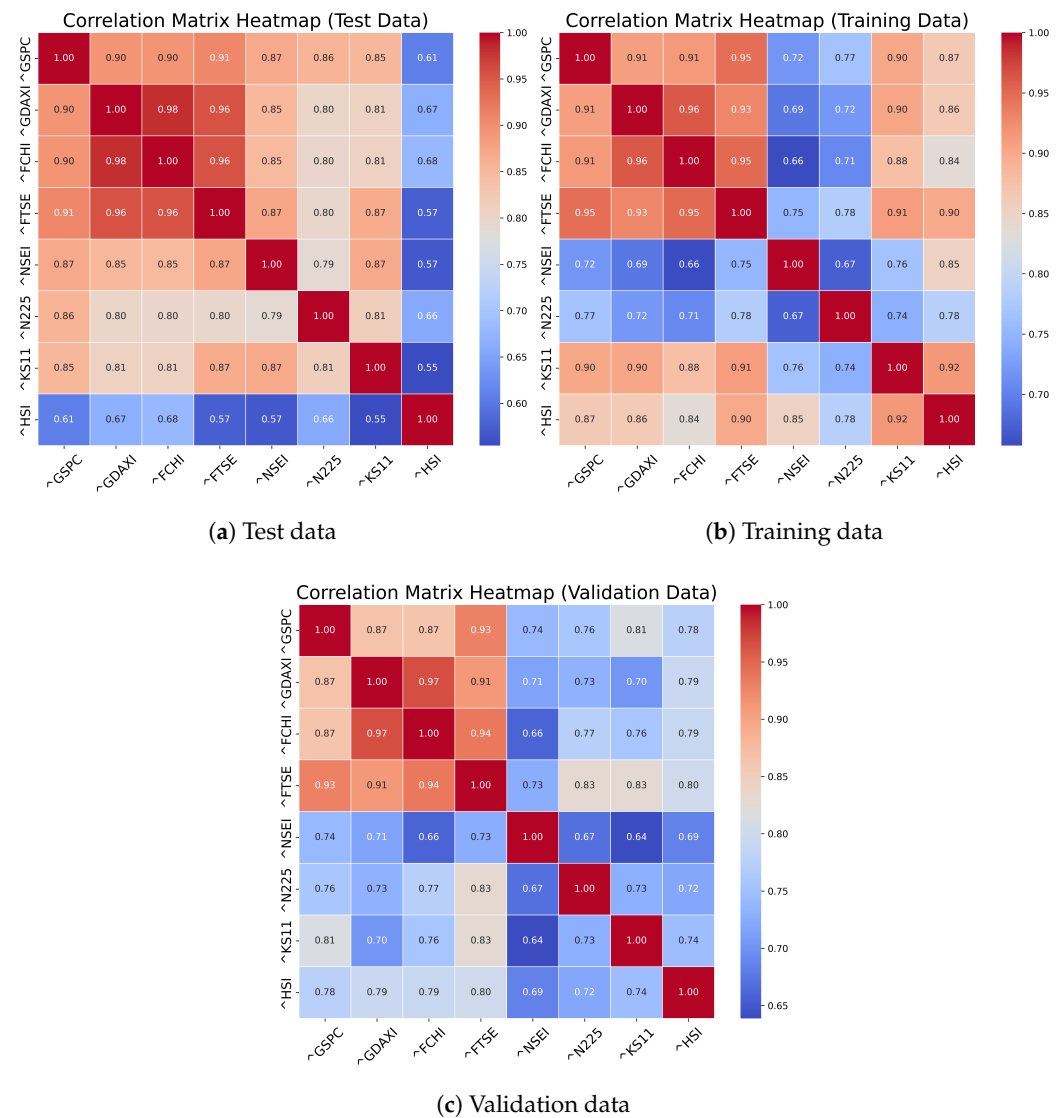 Correlation Matrix Heatmap (Test Data)
^GSPC 1.00 0.90 0.90 0.91 0.87 0.86 0.85 0.61
^GDAXI 0.90 1.00 0.98 0.96 0.85 0.80 0.81 0.67
^FCHI 0.90 0.98 1.00 0.96 0.85 0.80 0.81 0.68
^FTSE 0.91 0.96 0.96 1.00 0.87 0.80 0.87 0.57
^NSEI 0.87 0.85 0.85 0.87 1.00 0.79 0.87 0.57
^N225 0.86 0.80 0.80 0.80 0.79 1.00 0.81 0.66
^KS11 0.85 0.81 0.81 0.87 0.87 0.81 1.00 0.55
^HSI 0.61 0.67 0.68 0.57 0.57 0.66 0.55 1.00
^GSPC ^GDAXI ^FCHI ^FTSE ^NSEI ^N225 ^KS11 ^HSI
1.00
0.95
0.90
0.85
0.80
0.75
0.70
0.65
0.60
(a) Test data
Correlation Matrix Heatmap (Training Data)
^GSPC 1.00 0.91 0.91 0.95 0.72 0.77 0.90 0.87
^GDAXI 0.91 1.00 0.96 0.93 0.69 0.72 0.90 0.86
^FCHI 0.91 0.96 1.00 0.95 0.66 0.71 0.88 0.84
^FTSE 0.95 0.93 0.95 1.00 0.75 0.78 0.91 0.90
^NSEI 0.72 0.69 0.66 0.75 1.00 0.67 0.76 0.85
^N225 0.77 0.72 0.71 0.78 0.67 1.00 0.74 0.78
^KS11 0.90 0.90 0.88 0.91 0.76 0.74 1.00 0.92
^HSI 0.87 0.86 0.84 0.90 0.85 0.78 0.92 1.00
^GSPC ^GDAXI ^FCHI ^FTSE ^NSEI ^N225 ^KS11 ^HSI
1.00
0.95
0.90
0.85
0.80
0.75
0.70
(b) Training data
Correlation Matrix Heatmap (Validation Data)
^GSPC 1.00 0.87 0.87 0.93 0.74 0.76 0.81 0.78
^GDAXI 0.87 1.00 0.97 0.91 0.71 0.73 0.70 0.79
^FCHI 0.87 0.97 1.00 0.94 0.66 0.77 0.76 0.79
^FTSE 0.93 0.91 0.94 1.00 0.73 0.83 0.83 0.80
^NSEI 0.74 0.71 0.66 0.73 1.00 0.67 0.64 0.69
^N225 0.76 0.73 0.77 0.83 0.67 1.00 0.73 0.72
^KS11 0.81 0.70 0.76 0.83 0.64 0.73 1.00 0.74
^HSI 0.78 0.79 0.79 0.80 0.69 0.72 0.74 1.00
^GSPC ^GDAXI ^FCHI ^FTSE ^NSEI ^N225 ^KS11 ^HSI
1.00
0.95
0.90
0.85
0.80
0.75
0.70
0.65
(c) Validation data